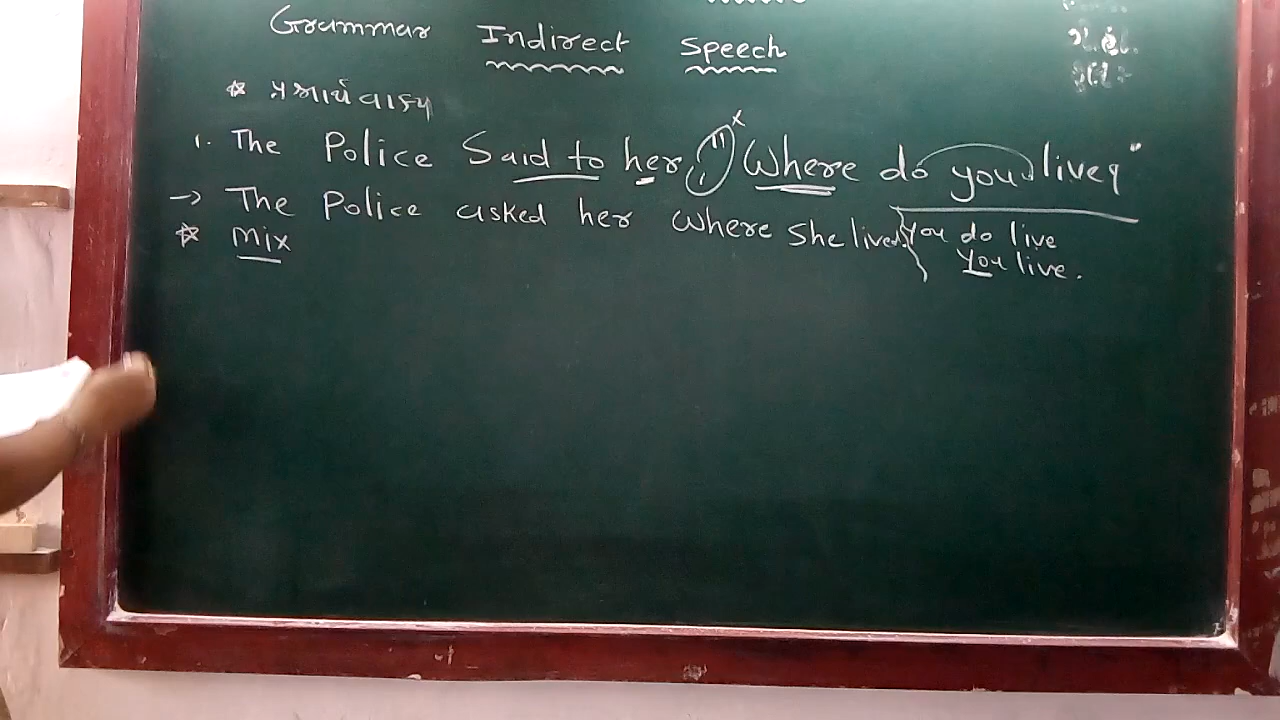 Grammar Indirect Speech
* પ્રશ્નાર્થ વાક્ય
1. The Police Said to her, " Where do you live? "
→ The Police asked her where she lived.
you do live
you live.
* Mix